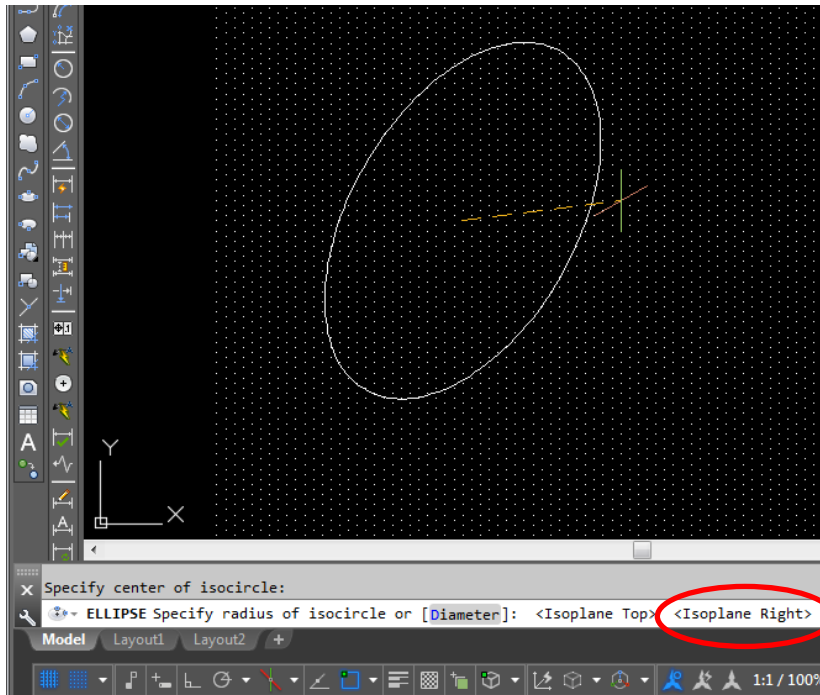 Y
X
Specify center of isocircle:
ELLIPSE Specify radius of isocircle or [Diameter]: <Isoplane Top> <Isoplane Right>
Model Layout1 Layout2 +
1:1 / 100%
A
A